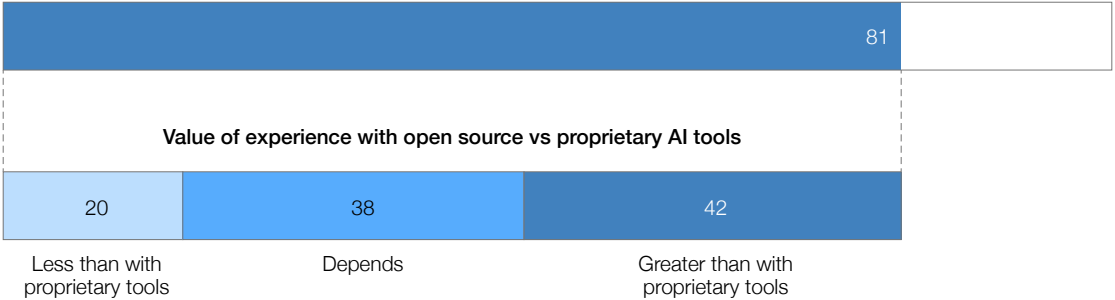 81
Value of experience with open source vs proprietary AI tools
20
38
42
Less than with
proprietary tools
Depends
Greater than with
proprietary tools